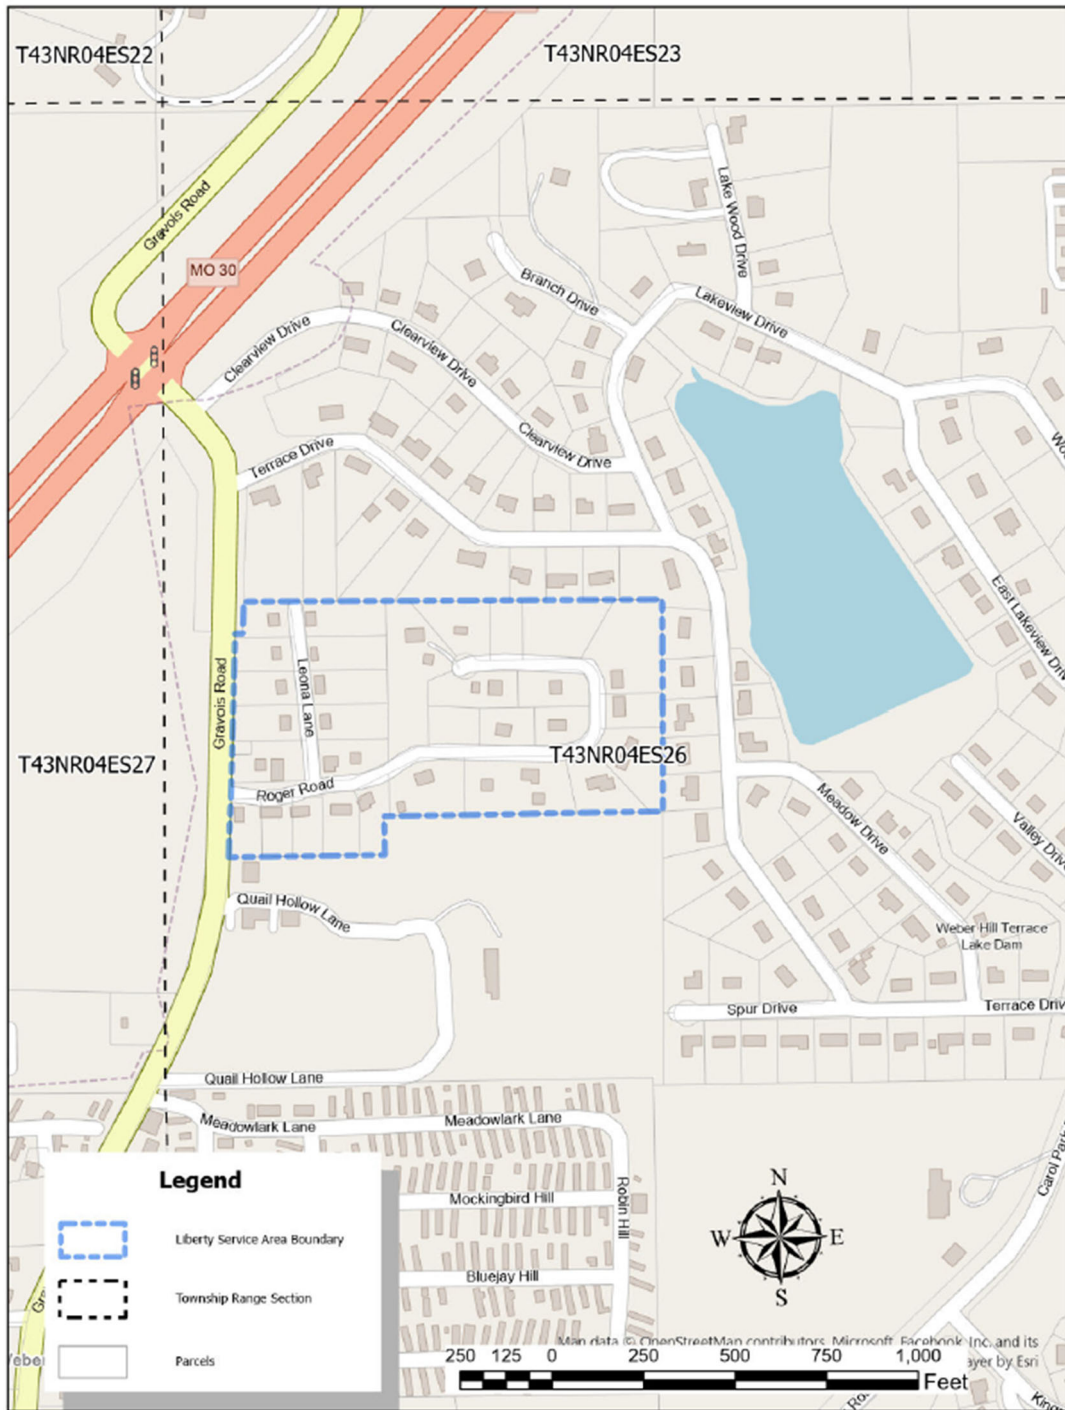 T43NR04ES22
T43NR04ES23
Gravois Road
MO 30
Lake Wood Drive
Branch Drive
Lakeview Drive
Clearview Drive
Clearview Drive
Clearview Drive
Terrace Drive
East Lakeview Driv
Leona Lane
Gravois Road
T43NR04ES27
T43NR04ES26
Roger Road
Meadow Drive
Valley Drive
Quail Hollow Lane
Weber Hill Terrace
Lake Dam
Spur Drive
Terrace Driv
Quail Hollow Lane
Meadowlark Lane
Meadowlark Lane
Mockingbird Hill
Robin Hill
Bluejay Hill
Carol Park
Legend
Liberty Service Area Boundary
Township Range Section
Parcels
N
W
E
S
Map data © OpenStreetMap contributors, Microsoft, Facebook, Inc. and its
ayer by Esri
250 125 0 250 500 750 1,000
Feet